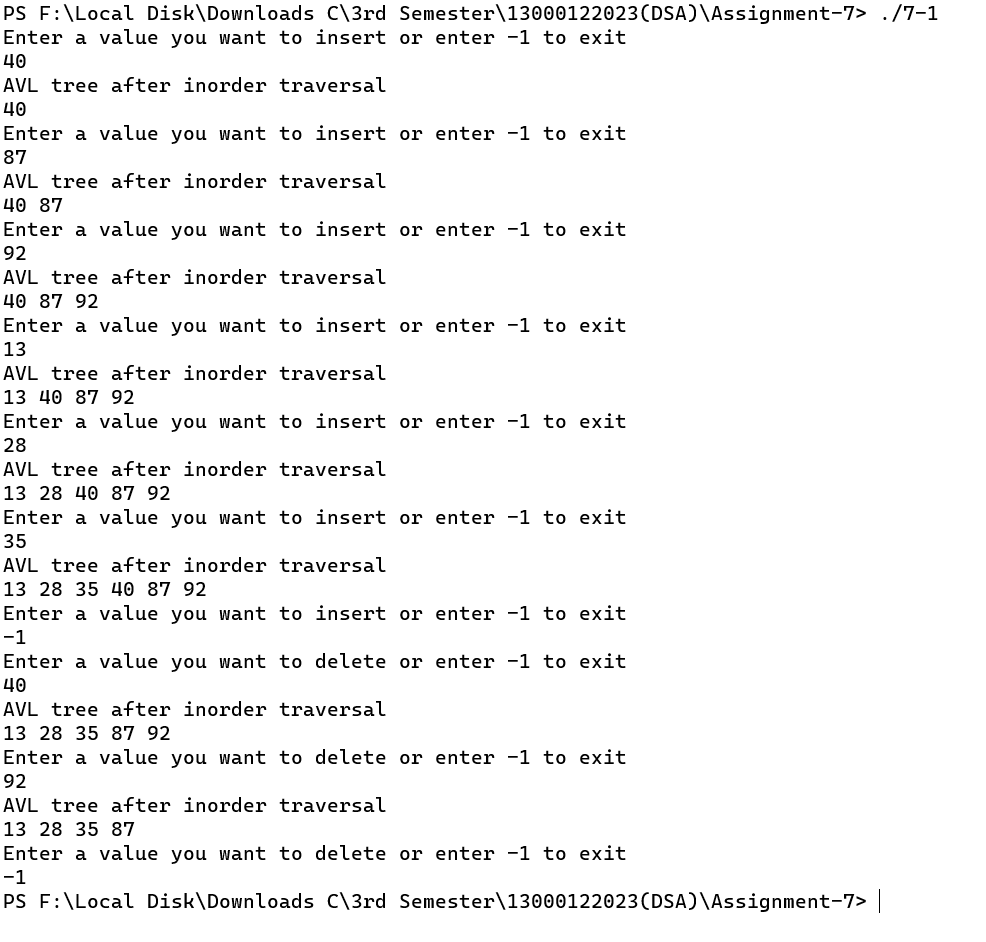 PS F:\Local Disk\Downloads C\3rd Semester\13000122023(DSA)\Assignment-7> ./7-1
Enter a value you want to insert or enter -1 to exit
40
AVL tree after inorder traversal
40
Enter a value you want to insert or enter -1 to exit
87
AVL tree after inorder traversal
40 87
Enter a value you want to insert or enter -1 to exit
92
AVL tree after inorder traversal
40 87 92
Enter a value you want to insert or enter -1 to exit
13
AVL tree after inorder traversal
13 40 87 92
Enter a value you want to insert or enter -1 to exit
28
AVL tree after inorder traversal
13 28 40 87 92
Enter a value you want to insert or enter -1 to exit
35
AVL tree after inorder traversal
13 28 35 40 87 92
Enter a value you want to insert or enter -1 to exit
-1
Enter a value you want to delete or enter -1 to exit
40
AVL tree after inorder traversal
13 28 35 87 92
Enter a value you want to delete or enter -1 to exit
92
AVL tree after inorder traversal
13 28 35 87
Enter a value you want to delete or enter -1 to exit
-1
PS F:\Local Disk\Downloads C\3rd Semester\13000122023(DSA)\Assignment-7>